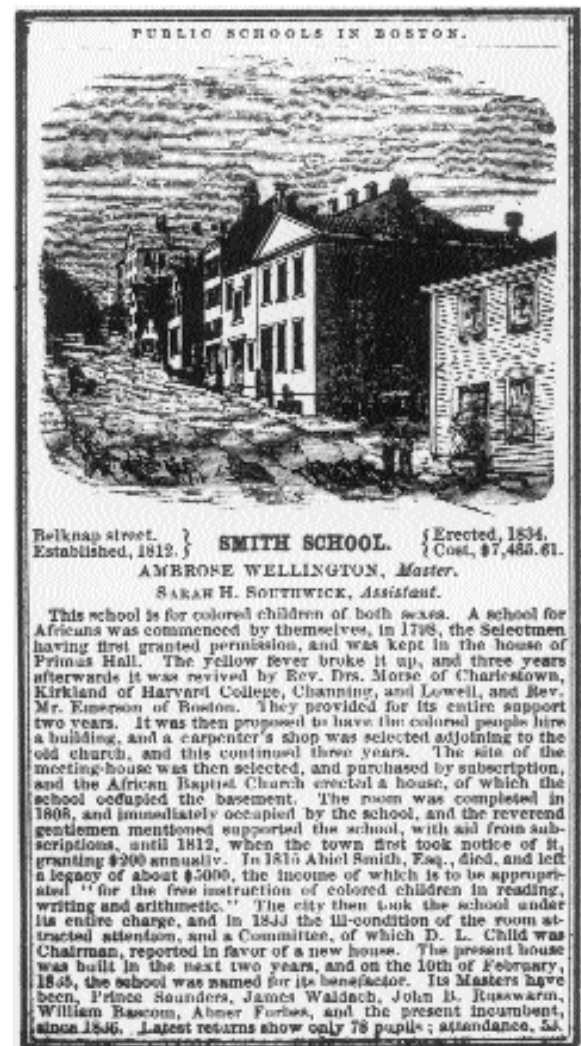 PUBLIC SCHOOLS IN BOSTON.
Belknap street.
Established, 1812.
SMITH SCHOOL.
Erected, 1834.
Cost, $7,485.61.
AMBROSE WELLINGTON, Master.
SARAH H. SOUTHWICK, Assistant.
This school is for colored children of both sexes. A school for
Africans was commenced by themselves, in 1798, the Selectmen
having first granted permission, and was kept in the house of
Primus Hall. The yellow fever broke it up, and three years
afterwards it was revived by Rev. Drs. Morse of Charlestown,
Kirkland of Harvard College, Channing, and Lowell, and Rev.
Mr. Emerson of Boston. They provided for its entire support
two years. It was then proposed to have the colored people hire
a building, and a carpenter's shop was selected adjoining to the
old church, and this continued three years. The site of the
meeting-house was then selected, and purchased by subscription,
and the African Baptist Church erected a house, of which the
school occupied the basement. The room was completed in
1808, and immediately occupied by the school, and the reverend
gentlemen mentioned supported the school, with aid from sub-
scriptions, until 1812, when the town first took notice of it,
granting $200 annually. In 1815 Abiel Smith, Esq., died, and left
a legacy of about $5000, the income of which is to be appropri-
ated "for the free instruction of colored children in reading,
writing and arithmetic." The city then took the school under
its entire charge, and in 1833 the ill-condition of the room at-
tracted attention, and a Committee, of which D. L. Child was
Chairman, reported in favor of a new house. The present house
was built in the next two years, and on the 10th of February,
1835, the school was named for its benefactor. Its Masters have
been, Prince Saunders, James Waldach, John B. Russwarm,
William Bascom, Abner Forbes, and the present incumbent,
since 1836. Latest returns show only 78 pupils; attendance,